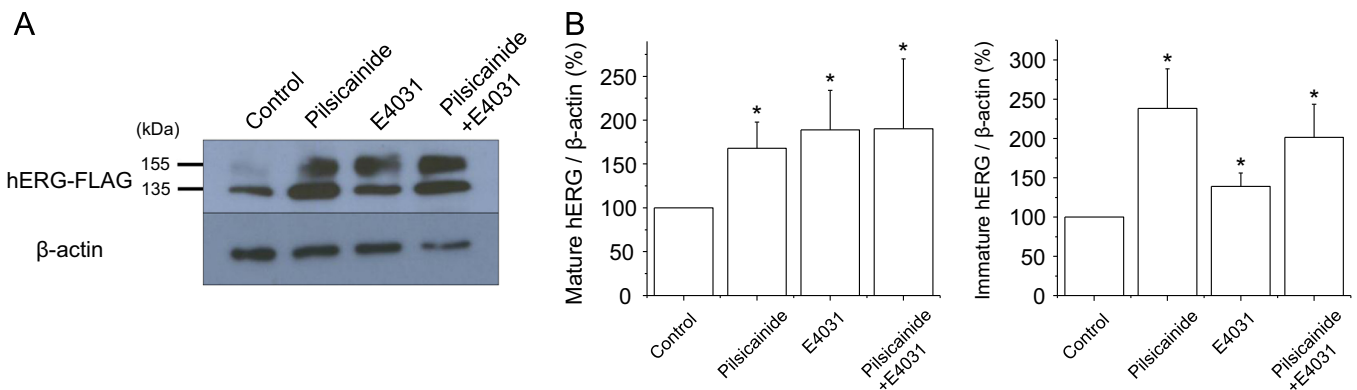 A
Control
Pilsicainide
E4031
Pilsicainide
+E4031
(kDa)
hERG-FLAG
155
135
β-actin
B
Mature hERG / β-actin (%)
250
200
150
100
50
0
*
*
*
Control
Pilsicainide
E4031
Pilsicainide
+E4031
Immature hERG / β-actin (%)
300
250
200
150
100
50
0
*
*
*
Control
Pilsicainide
E4031
Pilsicainide
+E4031